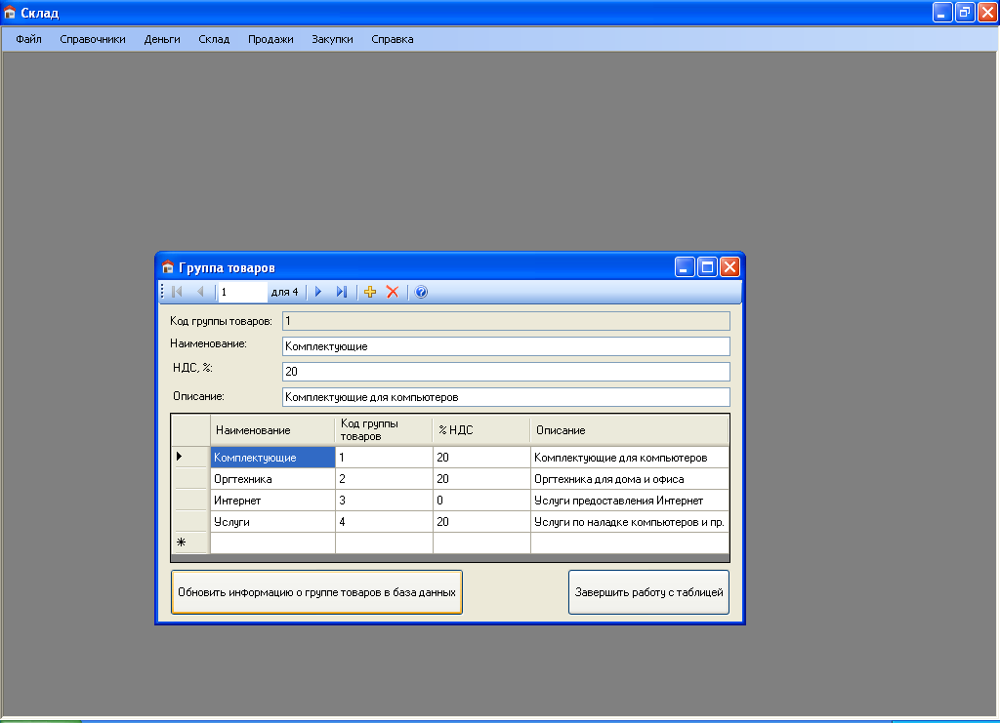 Склад
Файл Справочники Деньги Склад Продажи Закупки Справка
Группа товаров
1 для 4
Код группы товаров: 1
Наименование: Комплектующие
НДС, %: 20
Описание: Комплектующие для компьютеров
Наименование Код группы товаров % НДС Описание
Комплектующие 1 20 Комплектующие для компьютеров
Оргтехника 2 20 Оргтехника для дома и офиса
Интернет 3 0 Услуги предоставления Интернет
Услуги 4 20 Услуги по наладке компьютеров и пр.
Обновить информацию о группе товаров в база данных Завершить работу с таблицей